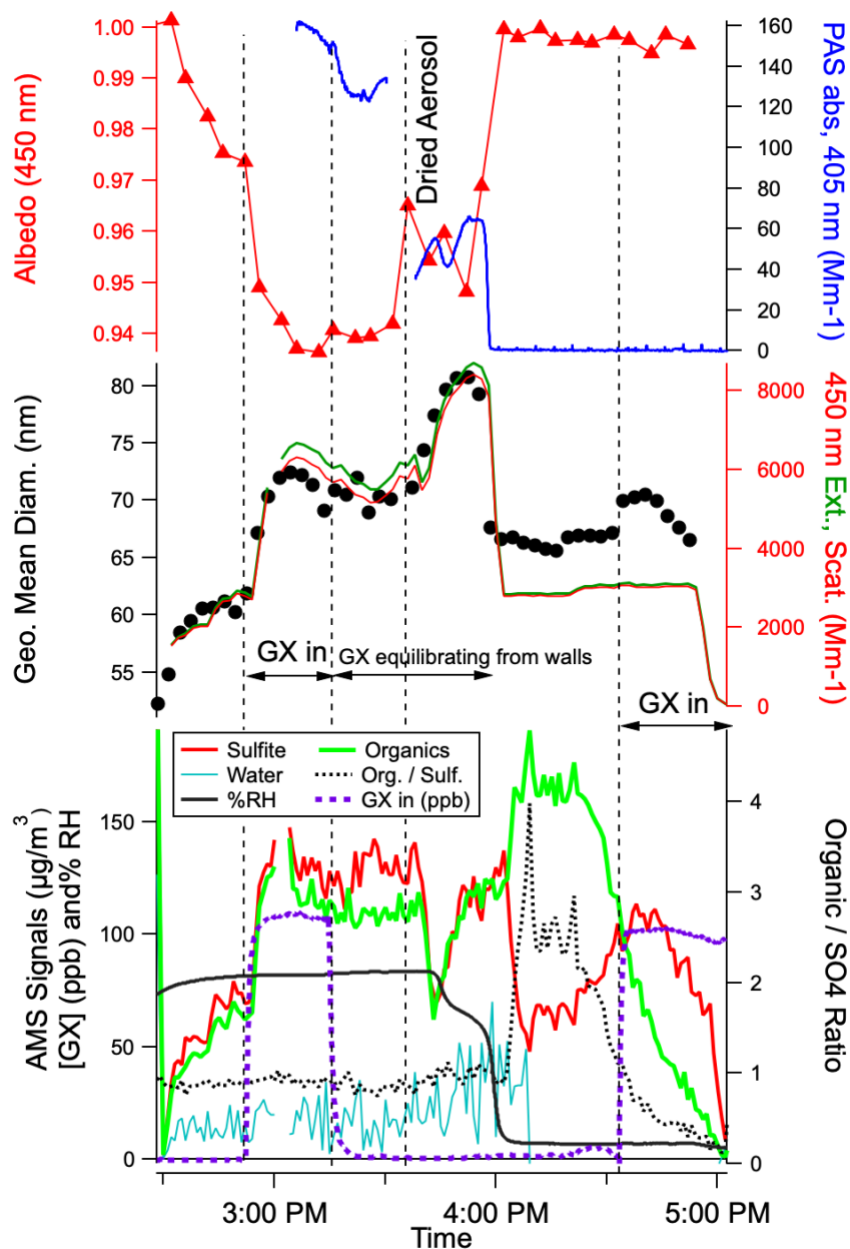 Albedo (450 nm)
1.00
0.99
0.98
0.97
0.96
0.95
0.94
Dried Aerosol
160
140
120
100
80
60
40
20
0
PAS abs, 405 nm (Mm-1)
Geo. Mean Diam. (nm)
80
75
70
65
60
55
GX in
GX equilibrating from walls
GX in
8000
6000
4000
2000
0
450 nm Ext., Scat. (Mm-1)
AMS Signals (µg/m³)
[GX] (ppb) and% RH
150
100
50
0
Sulfite
Organics
Water
Org. / Sulf.
%RH
GX in (ppb)
4
3
2
1
0
Organic / SO4 Ratio
3:00 PM
4:00 PM
5:00 PM
Time